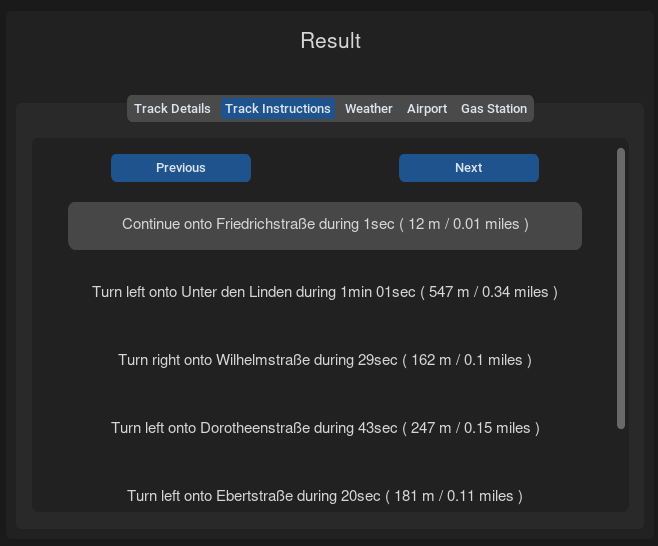 Result
Track Details Track Instructions Weather Airport Gas Station
Previous Next
Continue onto Friedrichstraße during 1sec ( 12 m / 0.01 miles )
Turn left onto Unter den Linden during 1min 01sec ( 547 m / 0.34 miles )
Turn right onto Wilhelmstraße during 29sec ( 162 m / 0.1 miles )
Turn left onto Dorotheenstraße during 43sec ( 247 m / 0.15 miles )
Turn left onto Ebertstraße during 20sec ( 181 m / 0.11 miles )